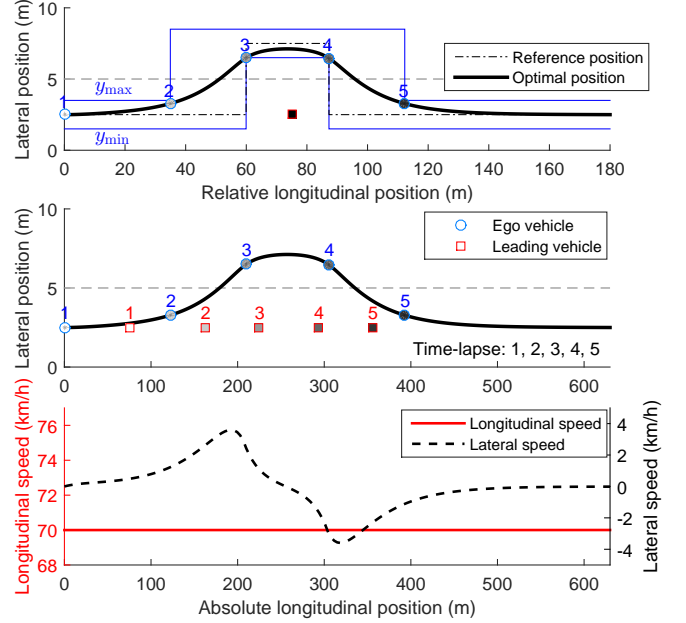 10
5
0
Lateral position (m)
y_max
y_min
1
2
3
4
5
Reference position
Optimal position
0 20 40 60 80 100 120 140 160 180
Relative longitudinal position (m)
10
5
0
Lateral position (m)
1
2
3
4
5
1 2 3 4 5
Ego vehicle
Leading vehicle
Time-lapse: 1, 2, 3, 4, 5
0 100 200 300 400 500 600
76
74
72
70
68
Longitudinal speed (km/h)
Longitudinal speed
Lateral speed
4
2
0
-2
-4
Lateral speed (km/h)
0 100 200 300 400 500 600
Absolute longitudinal position (m)